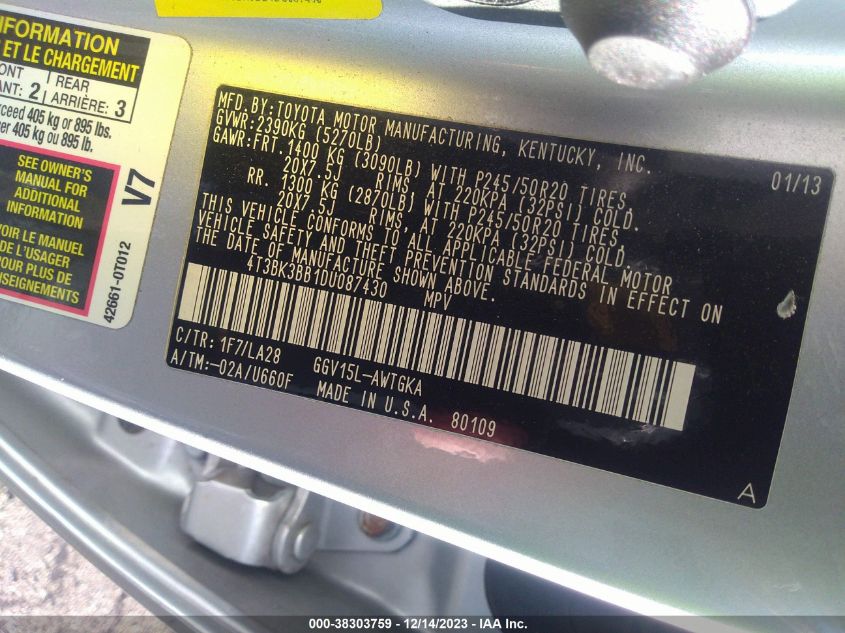 INFORMATION
ET LE CHARGEMENT
REAR
ANT: 2 ARRIÈRE: 3
exceed 405 kg or 895 lbs.
405 kg ou 895 lb.
SEE OWNER'S
MANUAL FOR
ADDITIONAL
INFORMATION
VOIR LE MANUEL
DE L'USAGER
POUR PLUS DE
RENSEIGNEMENTS
V7
42661-0T012
MFD. BY: TOYOTA MOTOR MANUFACTURING, KENTUCKY, INC. 01/13
GVWR: 2390KG (5270LB)
GAWR: FRT. 1400 KG (3090LB) WITH P245/50R20 TIRES,
20X7.5J RIMS, AT 220KPA (32PSI) COLD.
RR. 1300 KG (2870LB) WITH P245/50R20 TIRES,
20X7.5J RIMS, AT 220KPA (32PSI) COLD.
THIS VEHICLE CONFORMS TO ALL APPLICABLE FEDERAL MOTOR
VEHICLE SAFETY AND THEFT PREVENTION STANDARDS IN EFFECT ON
THE DATE OF MANUFACTURE SHOWN ABOVE.
4T3BK3BB1DU087430 MPV
C/TR: 1F7/LA28 GGV15L-AWTGKA
A/TM:-02A/U660F MADE IN U.S.A. 80109
A
000-38303759 - 12/14/2023 - IAA Inc.